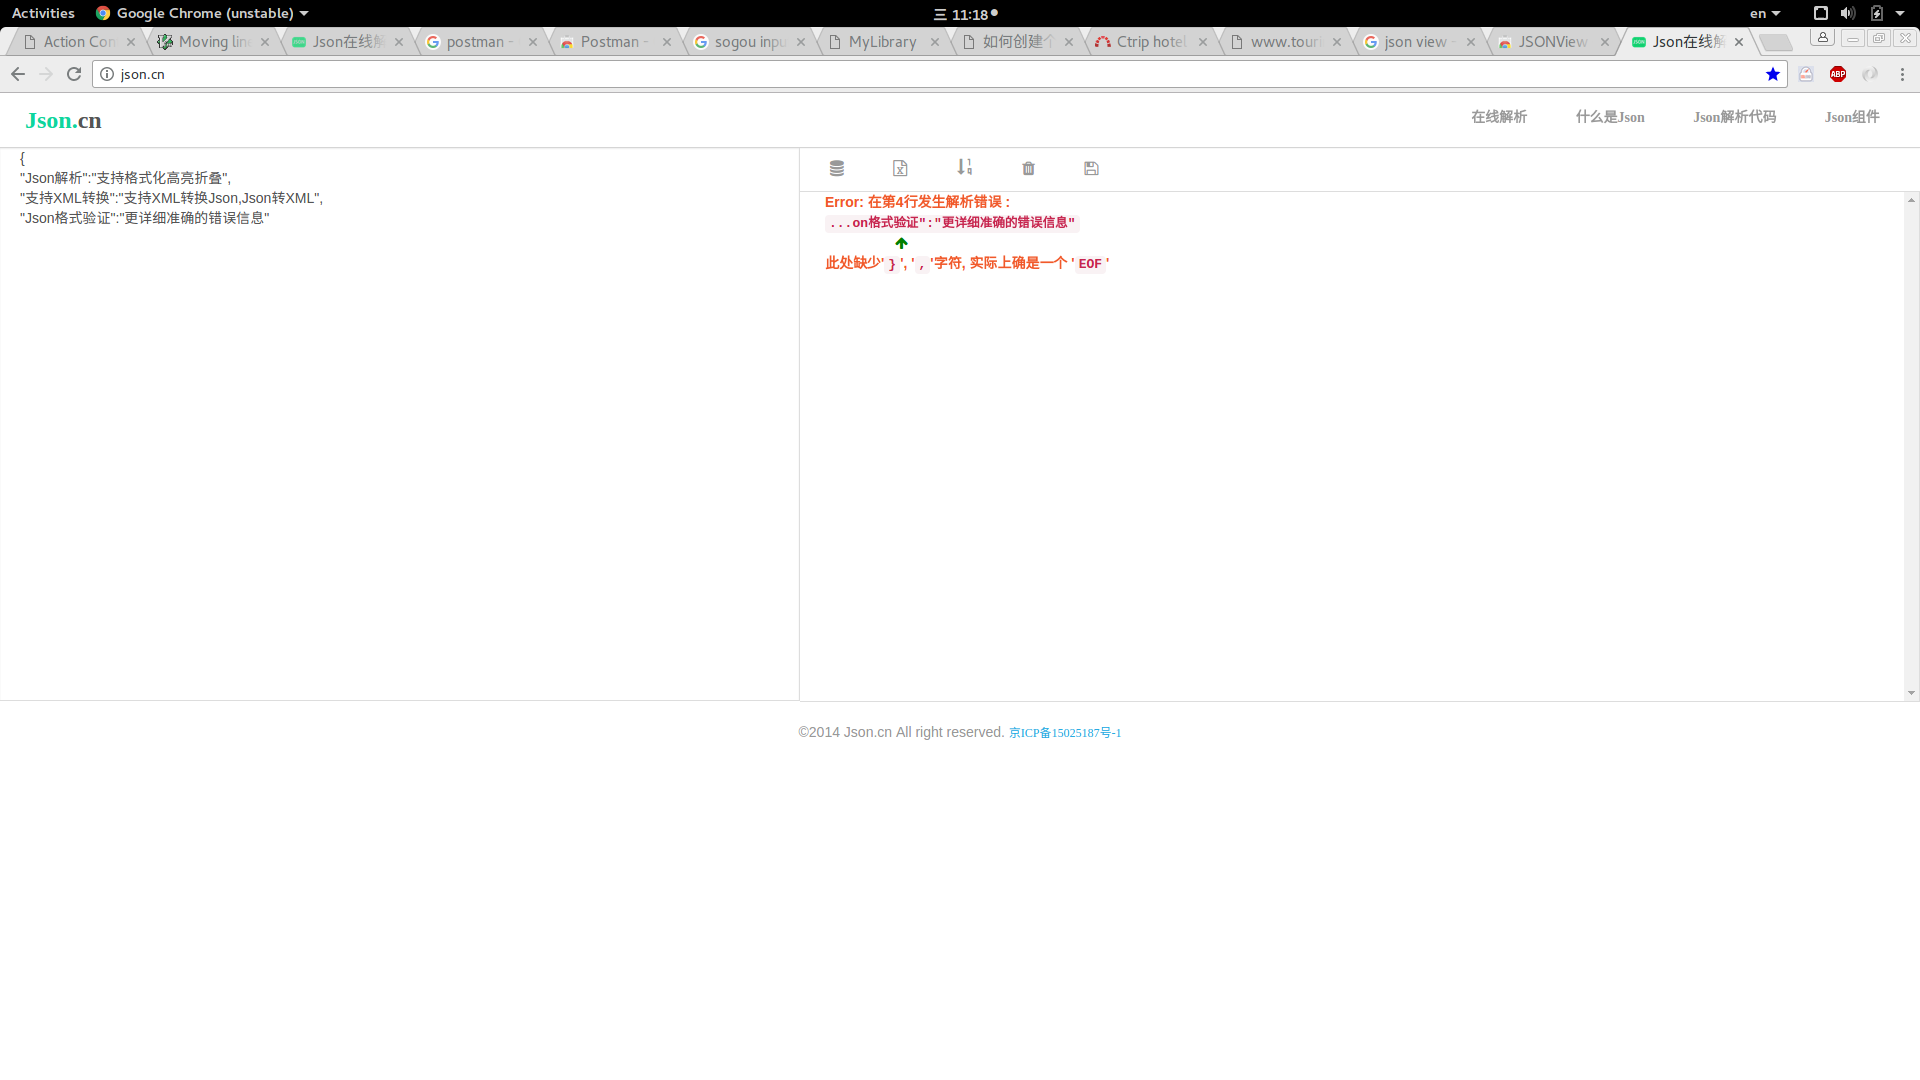 Activities Google Chrome (unstable) 三 11:18 en
Action Con Moving lin Json在线解 postman - Postman - sogou inpu MyLibrary 如何创建个 Ctrip hotel www.touri json view - JSONView Json在线解
json.cn ABP
Json.cn 在线解析 什么是Json Json解析代码 Json组件
{
"Json解析":"支持格式化高亮折叠",
"支持XML转换":"支持XML转换Json,Json转XML",
"Json格式验证":"更详细准确的错误信息"
Error: 在第4行发生解析错误 :
...on格式验证":"更详细准确的错误信息"
此处缺少'}', ','字符, 实际上确是一个 'EOF'
©2014 Json.cn All right reserved. 京ICP备15025187号-1